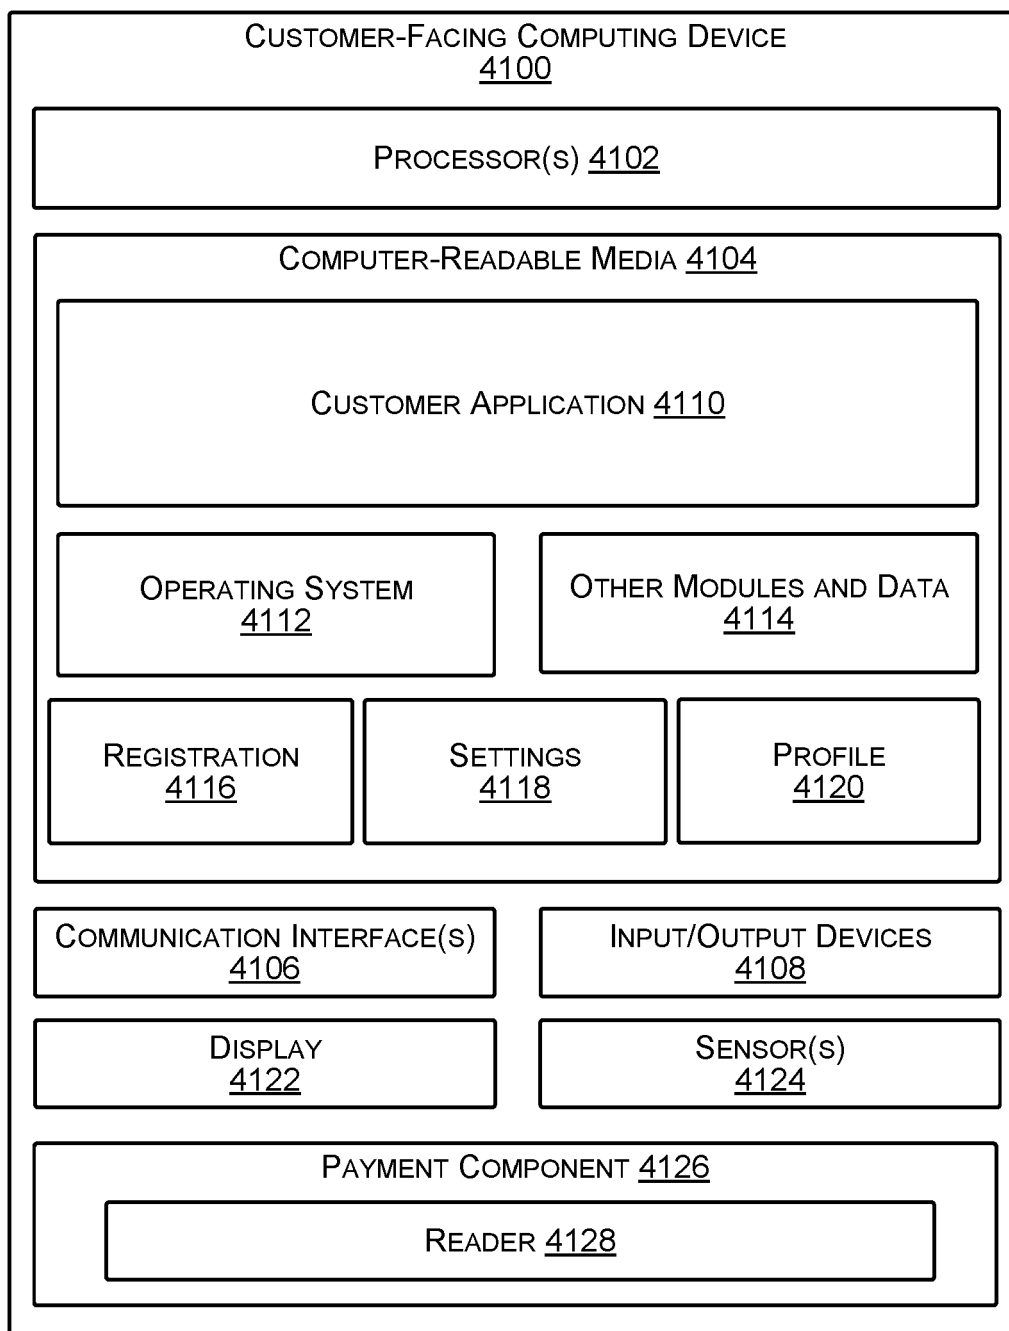 CUSTOMER-FACING COMPUTING DEVICE
4100
PROCESSOR(S) 4102
COMPUTER-READABLE MEDIA 4104
CUSTOMER APPLICATION 4110
OPERATING SYSTEM
4112
OTHER MODULES AND DATA
4114
REGISTRATION
4116
SETTINGS
4118
PROFILE
4120
COMMUNICATION INTERFACE(S)
4106
INPUT/OUTPUT DEVICES
4108
DISPLAY
4122
SENSOR(S)
4124
PAYMENT COMPONENT 4126
READER 4128